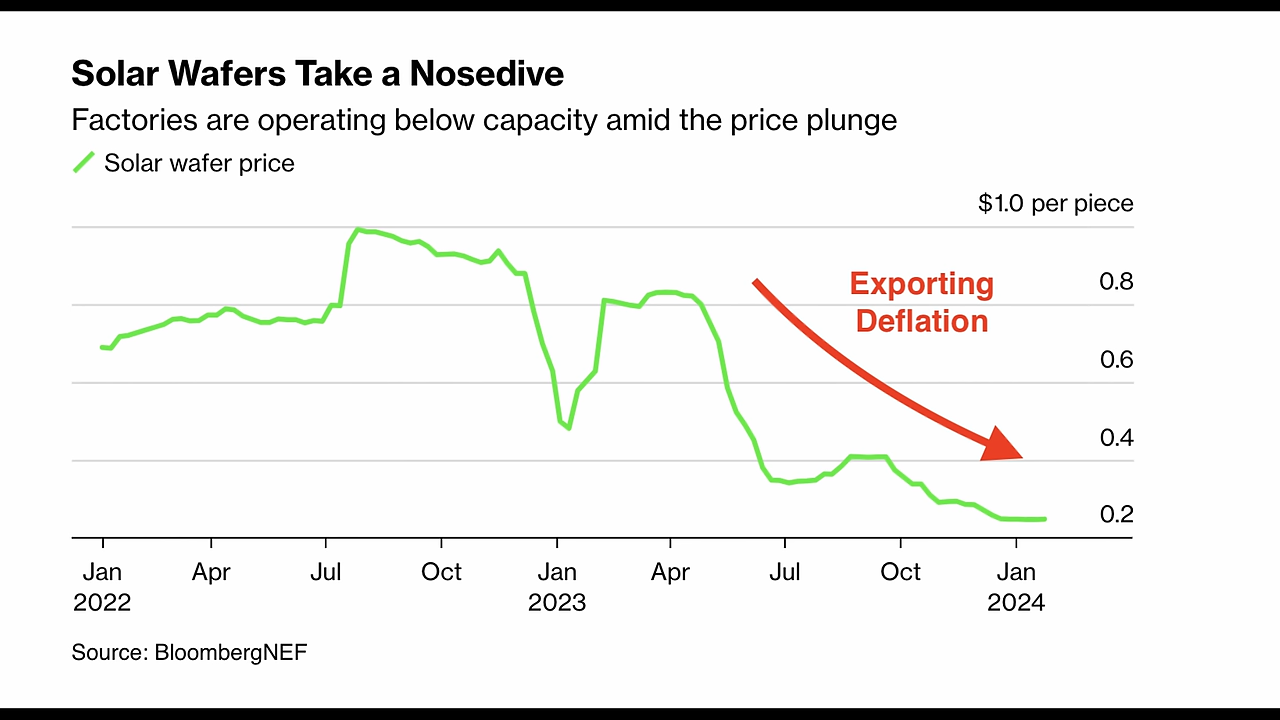 Solar Wafers Take a Nosedive
Factories are operating below capacity amid the price plunge
Solar wafer price
$1.0 per piece
Exporting
Deflation
0.8
0.6
0.4
0.2
Jan Apr Jul Oct Jan Apr Jul Oct Jan
2022 2023 2024
Source: BloombergNEF